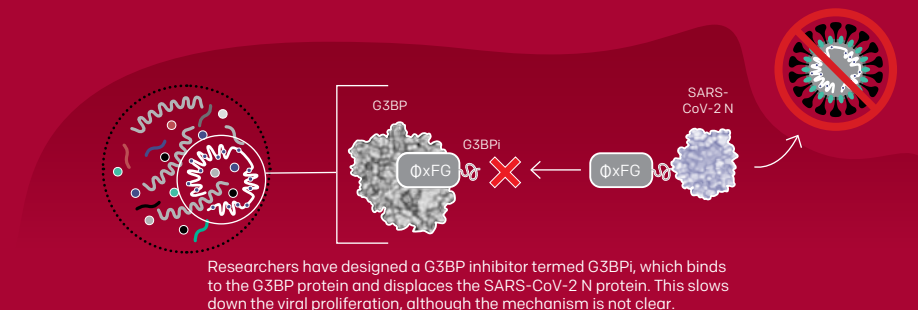 SARS-
CoV-2 N
G3BP
G3BPi
ΦxFG
ΦxFG
Researchers have designed a G3BP inhibitor termed G3BPi, which binds
to the G3BP protein and displaces the SARS-CoV-2 N protein. This slows
down the viral proliferation, although the mechanism is not clear.